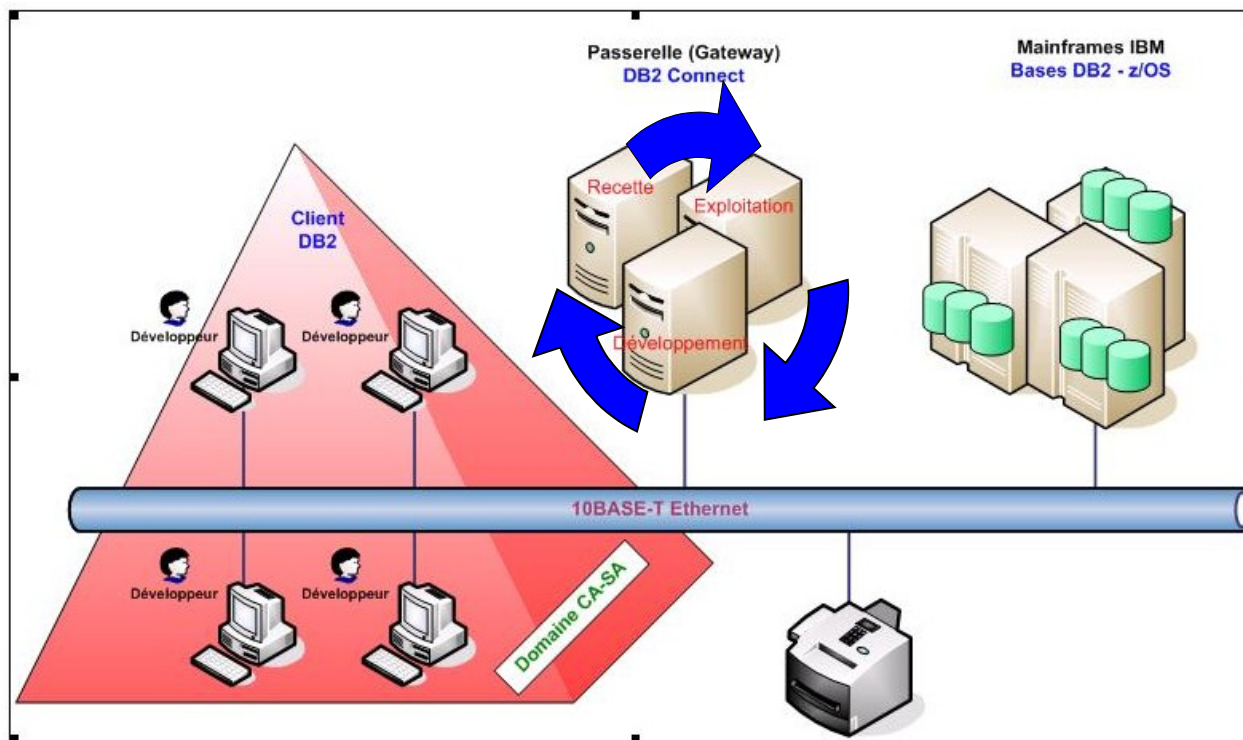 Passerelle (Gateway)
DB2 Connect
Mainframes IBM
Bases DB2 - z/OS
Recette
Exploitation
Développement
Client
DB2
Développeur
Développeur
10BASE-T Ethernet
Développeur
Développeur
Domaine CA-SA